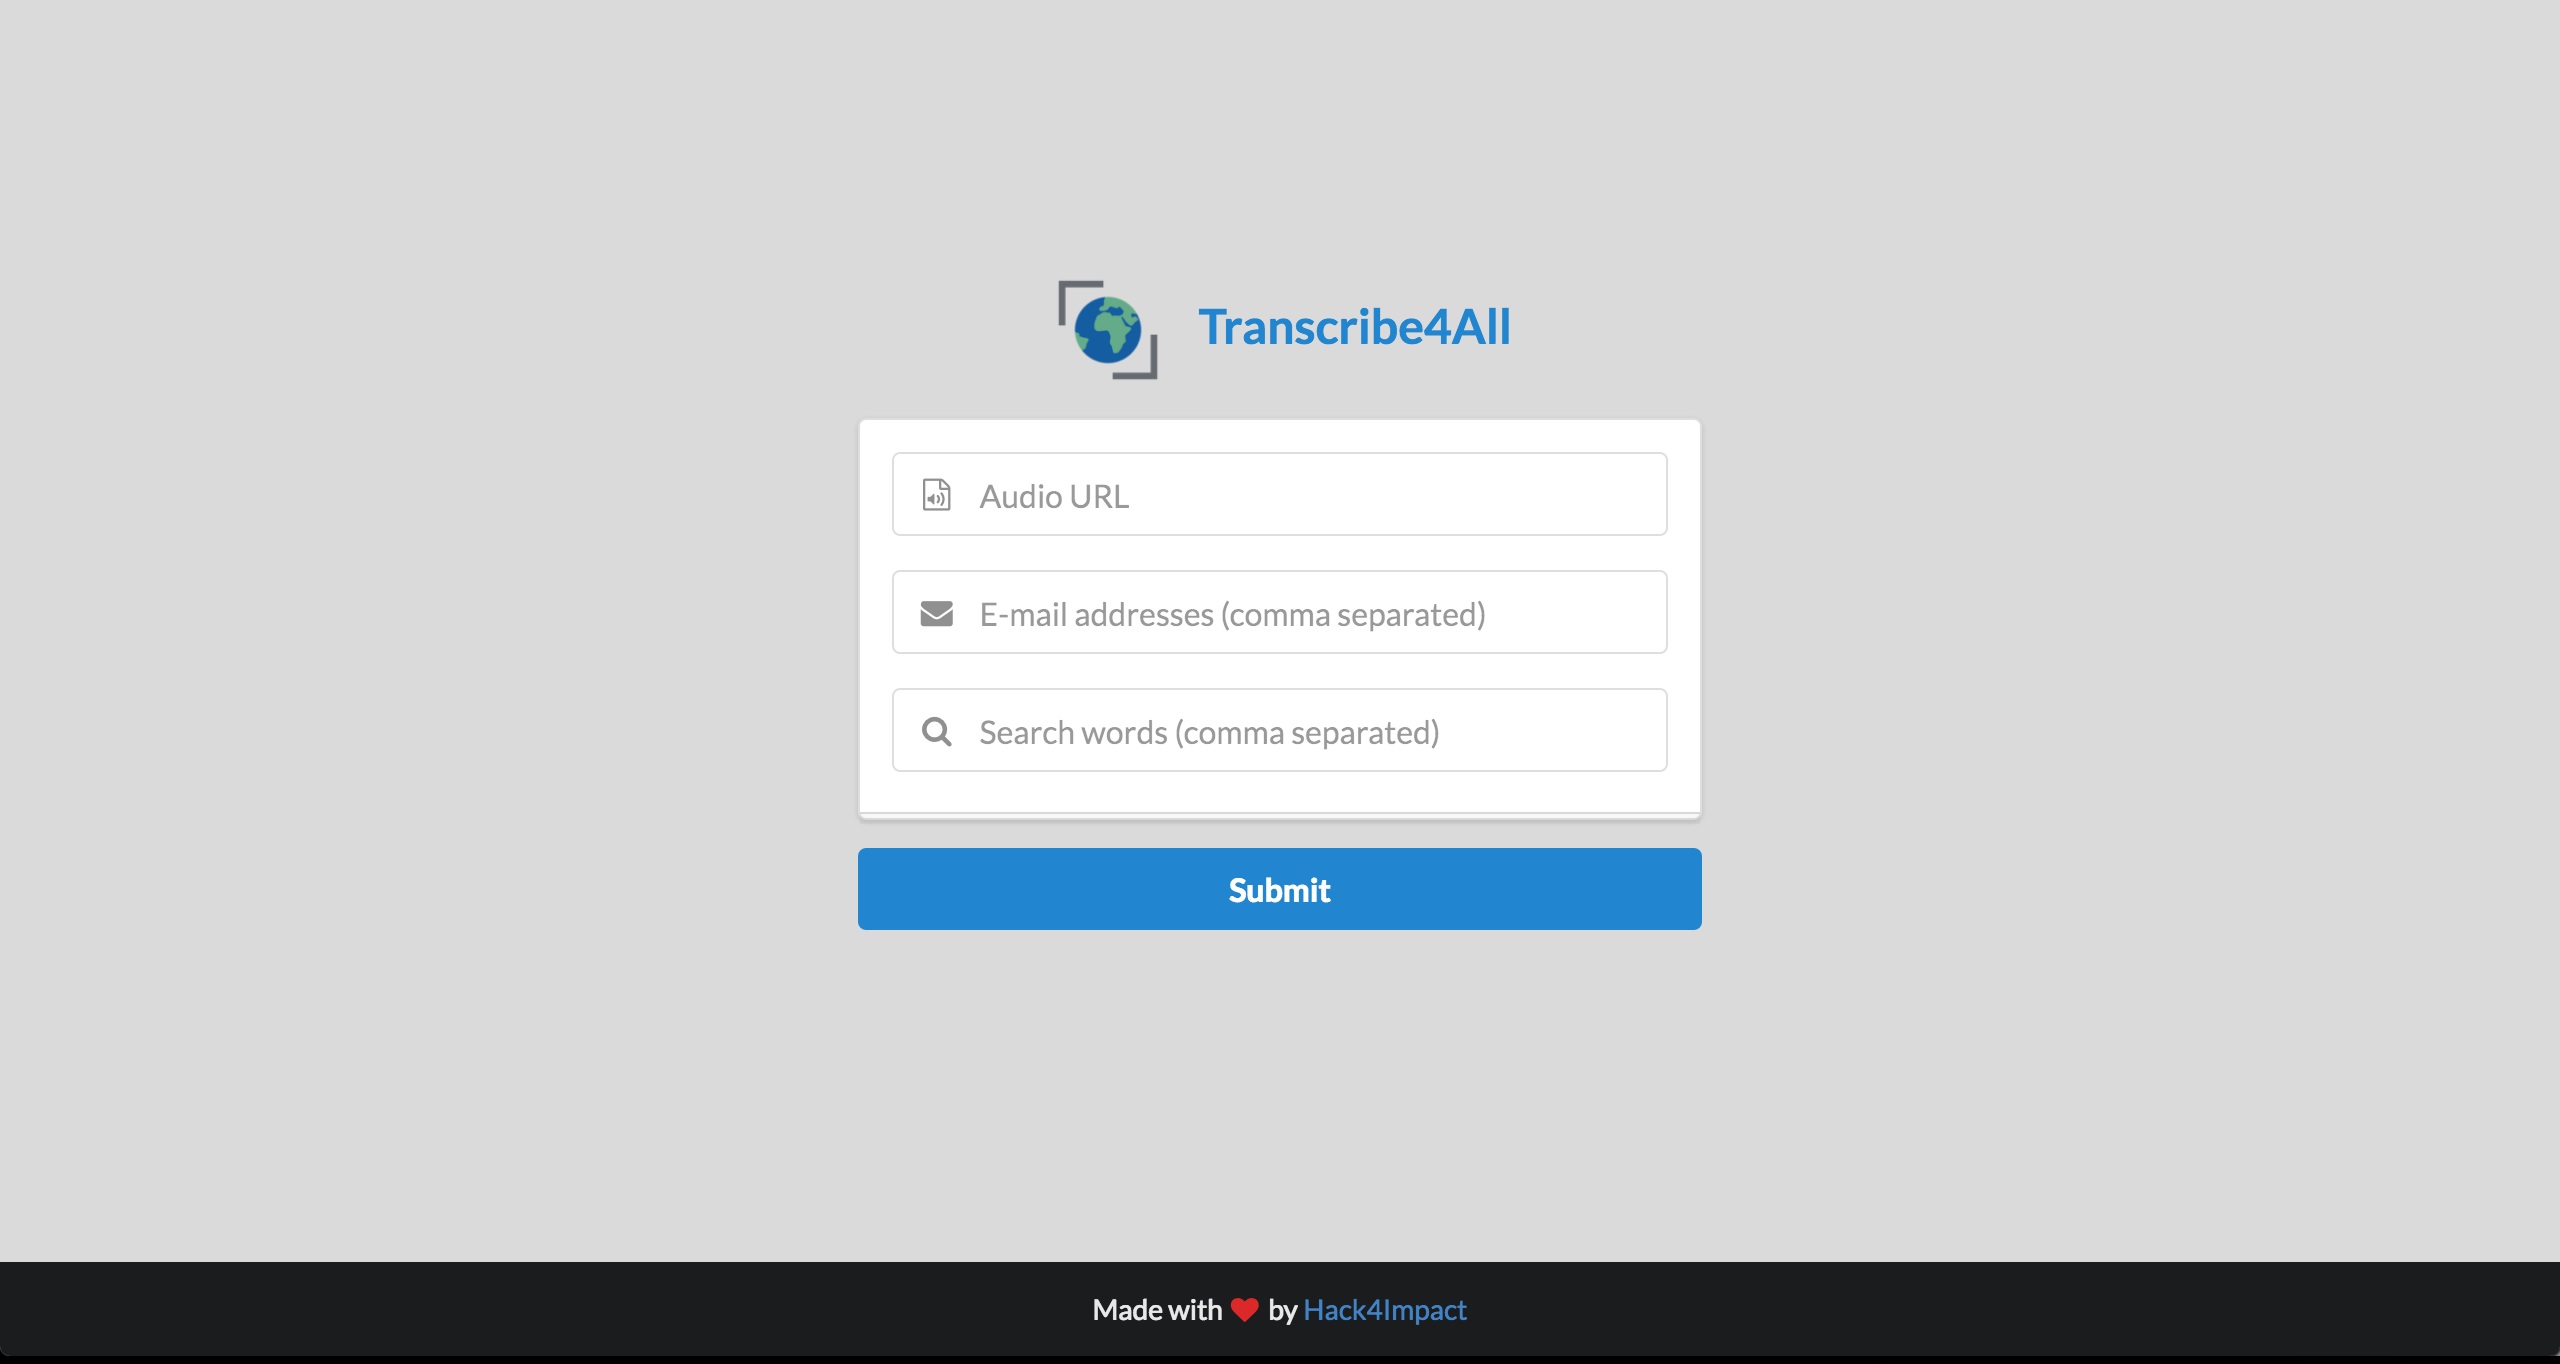 Transcribe4All
Audio URL
E-mail addresses (comma separated)
Search words (comma separated)
Submit
Made with ❤ by Hack4Impact